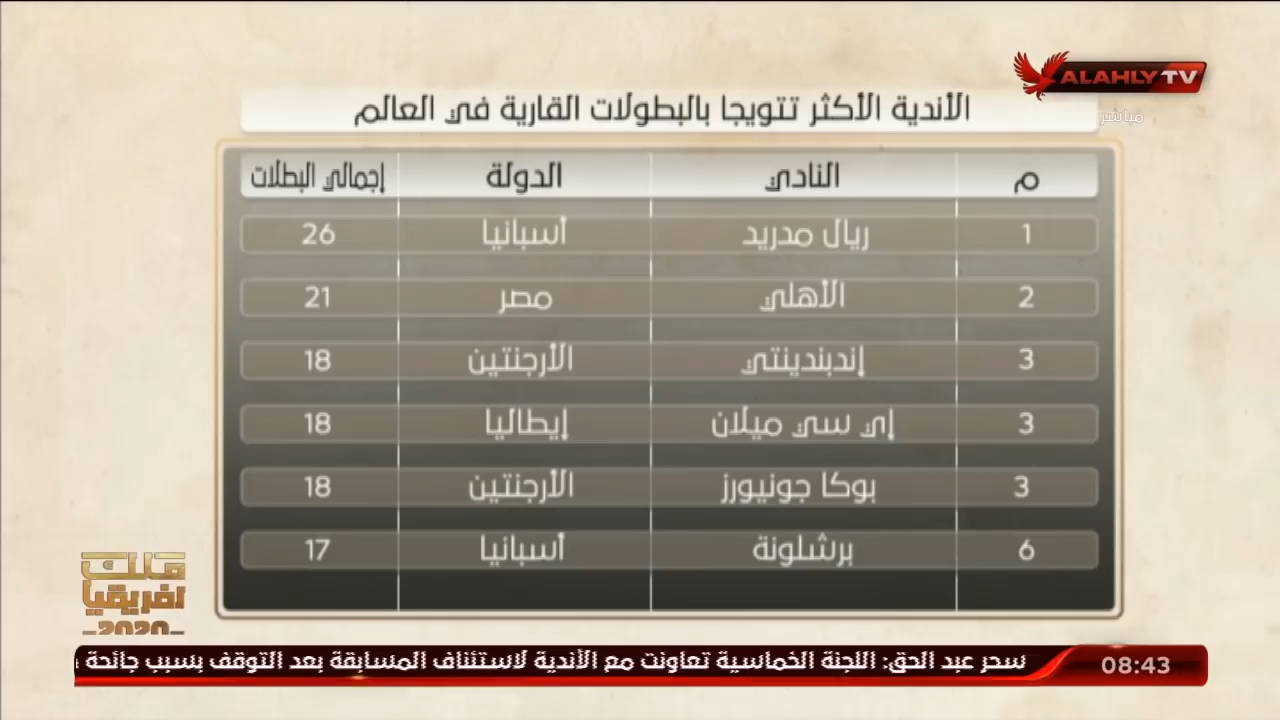 ALAHLY TV
مباشر
الأندية الأكثر تتويجا بالبطولات القارية في العالم
م النادي الدولة إجمالي البطلات
1 ريال مدريد أسبانيا 26
2 الأهلي مصر 21
3 إندبندينتي الأرجنتين 18
3 إي سي ميلان إيطاليا 18
3 بوكا جونيورز الأرجنتين 18
6 برشلونة أسبانيا 17
ملك
افريقيا
2020
08:43 سحر عبد الحق: اللجنة الخماسية تعاونت مع الأندية لاستئناف المسابقة بعد التوقف بسبب جائحة